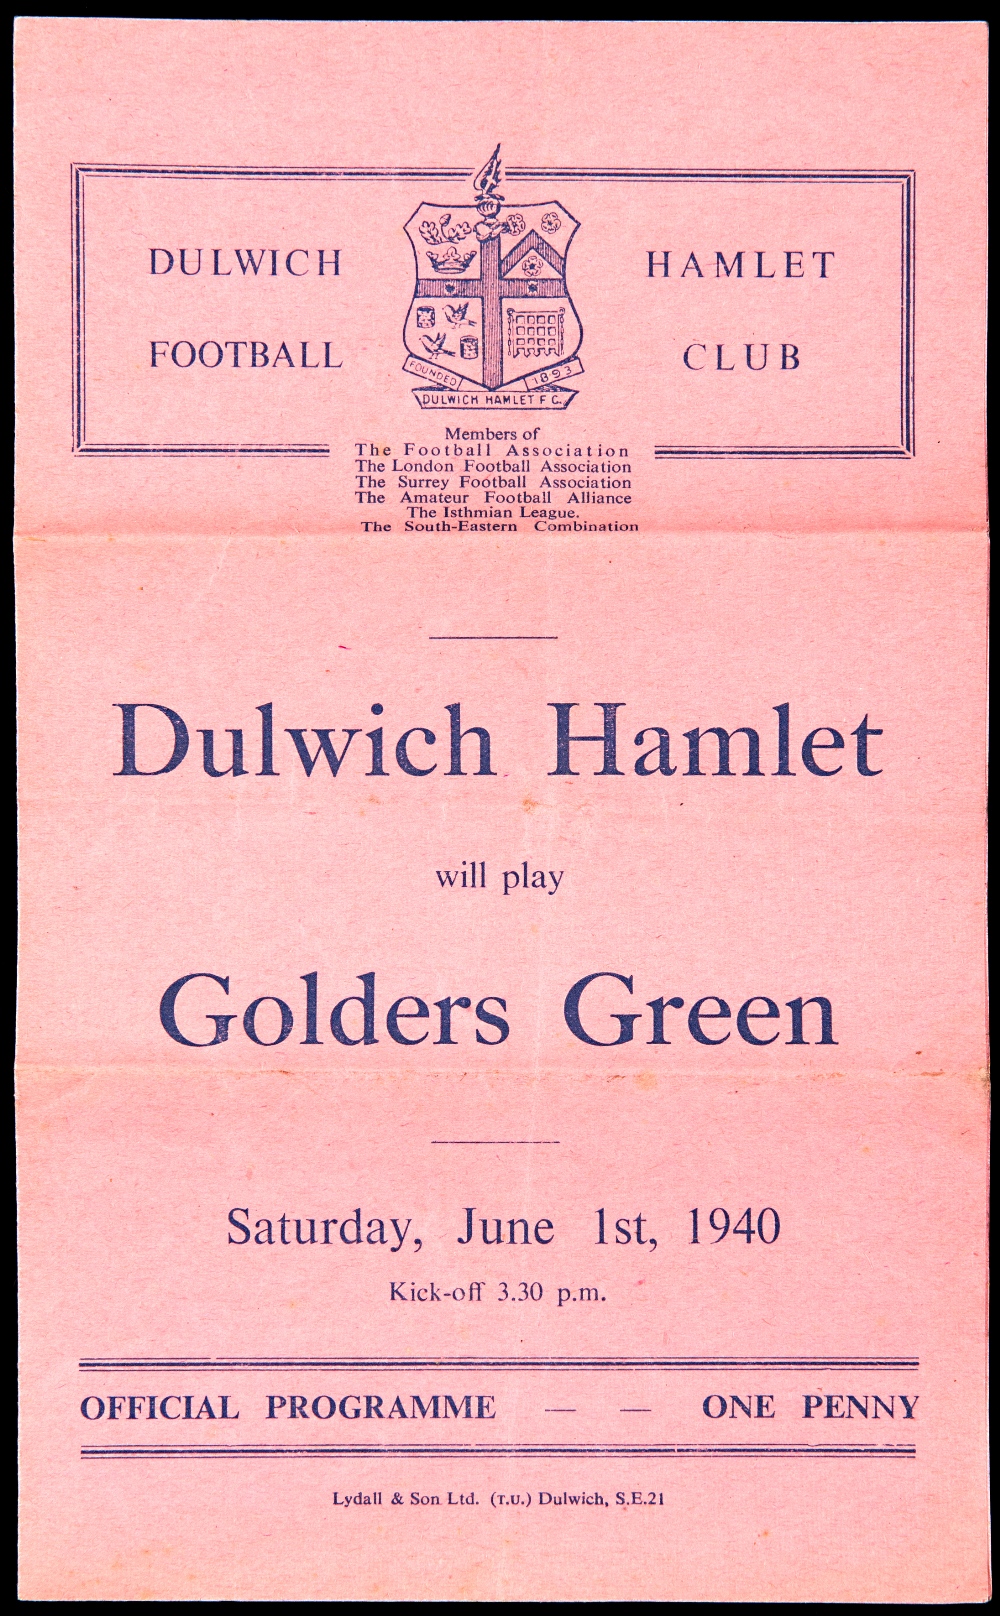 DULWICH HAMLET
FOOTBALL CLUB
FOUNDED 1893
DULWICH HAMLET F C.
Members of
The Football Association
The London Football Association
The Surrey Football Association
The Amateur Football Alliance
The Isthmian League.
The South-Eastern Combination
Dulwich Hamlet
will play
Golders Green
Saturday, June 1st, 1940
Kick-off 3.30 p.m.
OFFICIAL PROGRAMME — — ONE PENNY
Lydall & Son Ltd. (T.U.) Dulwich, S.E.21